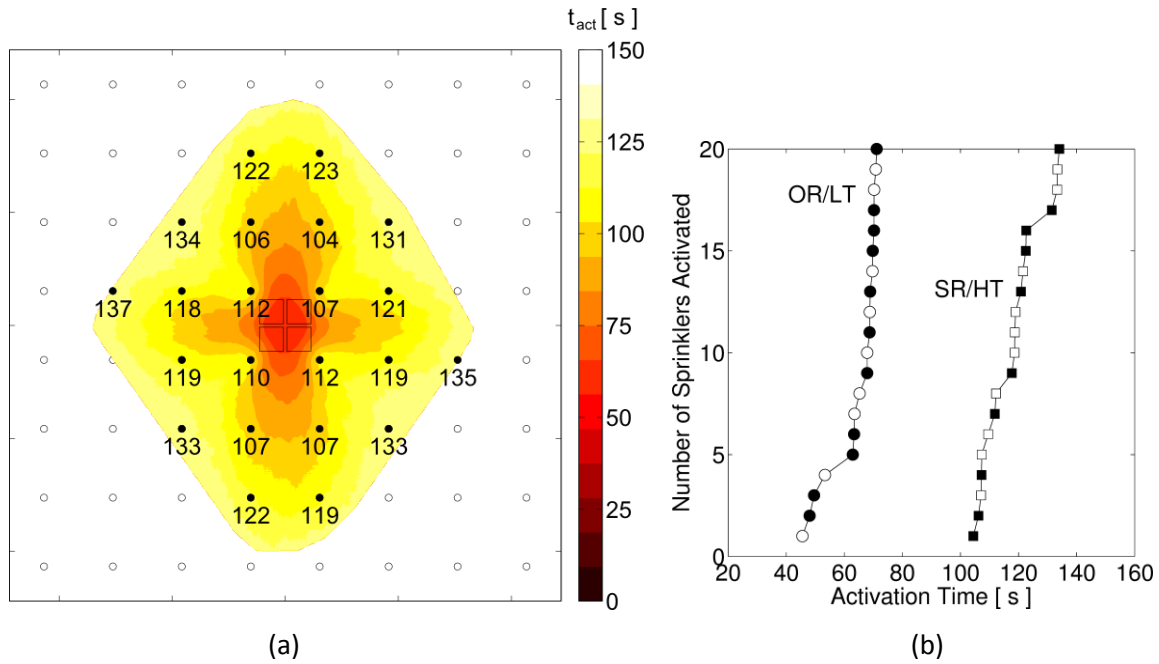 t_act [ s ]
150
125
100
75
50
25
0
122 123
134 106 104 131
137 118 112 107 121
119 110 112 119 135
133 107 107 133
122 119
(a)
Number of Sprinklers Activated
20
15
10
5
0
OR/LT
SR/HT
20 40 60 80 100 120 140 160
Activation Time [ s ]
(b)